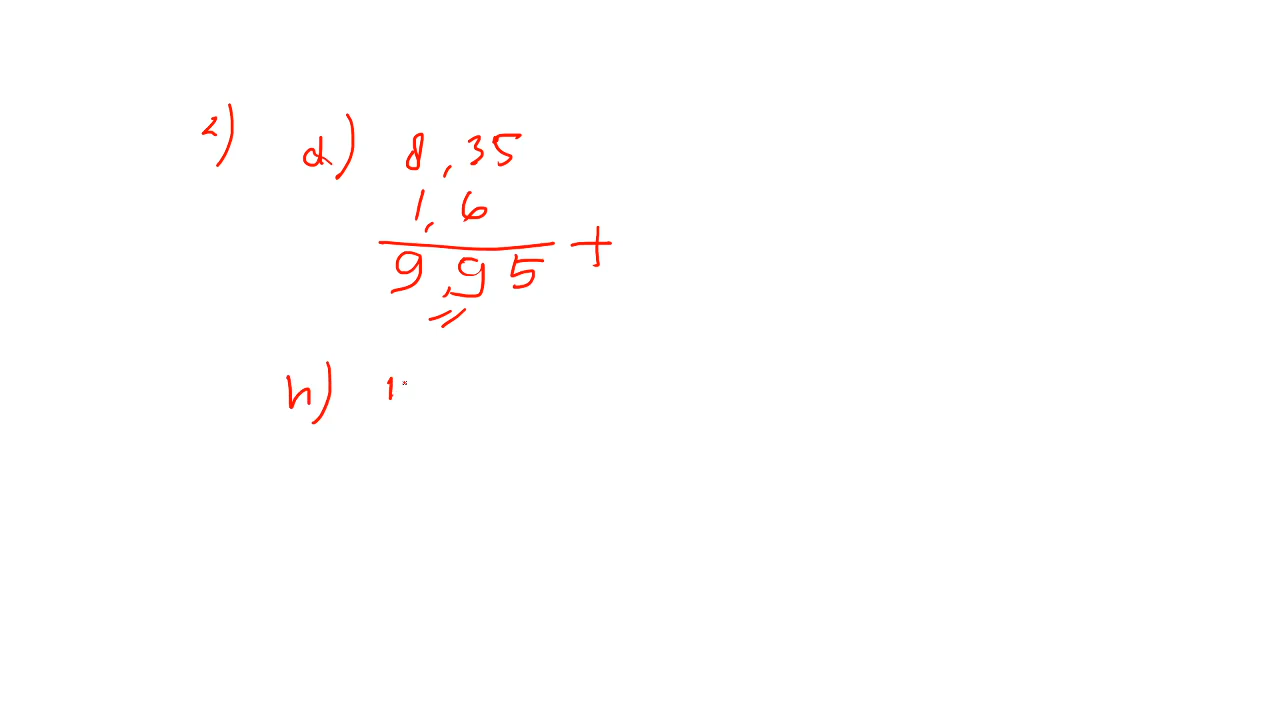 2) d) 8,35
1,6
+
9,95
h) 1